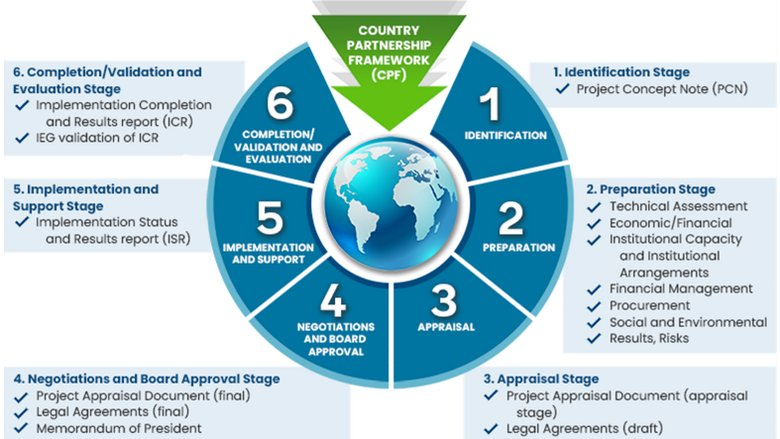 COUNTRY
PARTNERSHIP
FRAMEWORK
(CPF)
1
IDENTIFICATION
2
PREPARATION
3
APPRAISAL
4
NEGOTIATIONS
AND BOARD
APPROVAL
5
IMPLEMENTATION
AND SUPPORT
6
COMPLETION/
VALIDATION AND
EVALUATION
1. Identification Stage
Project Concept Note (PCN)
2. Preparation Stage
Technical Assessment
Economic/Financial
Institutional Capacity
and Institutional
Arrangements
Financial Management
Procurement
Social and Environmental
Results, Risks
3. Appraisal Stage
Project Appraisal Document (appraisal
stage)
Legal Agreements (draft)
4. Negotiations and Board Approval Stage
Project Appraisal Document (final)
Legal Agreements (final)
Memorandum of President
5. Implementation and
Support Stage
Implementation Status
and Results report (ISR)
6. Completion/Validation and
Evaluation Stage
Implementation Completion
and Results report (ICR)
IEG validation of ICR